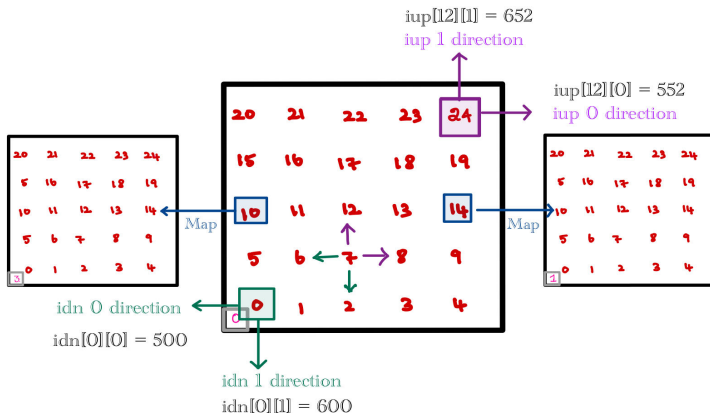 iup[12][1] = 652
iup 1 direction
iup[12][0] = 552
iup 0 direction
20 21 22 23 24
15 16 17 18 19
10 11 12 13 14
5 6 7 8 9
0 1 2 3 4
0
20 21 22 23 24
5 16 17 18 19
10 11 12 13 14
5 6 7 8 9
0 1 2 3 4
3
Map
20 21 22 23 24
5 16 17 18 19
10 11 12 13 14
5 6 7 8 9
0 1 2 3 4
1
Map
idn 0 direction
idn[0][0] = 500
idn 1 direction
idn[0][1] = 600